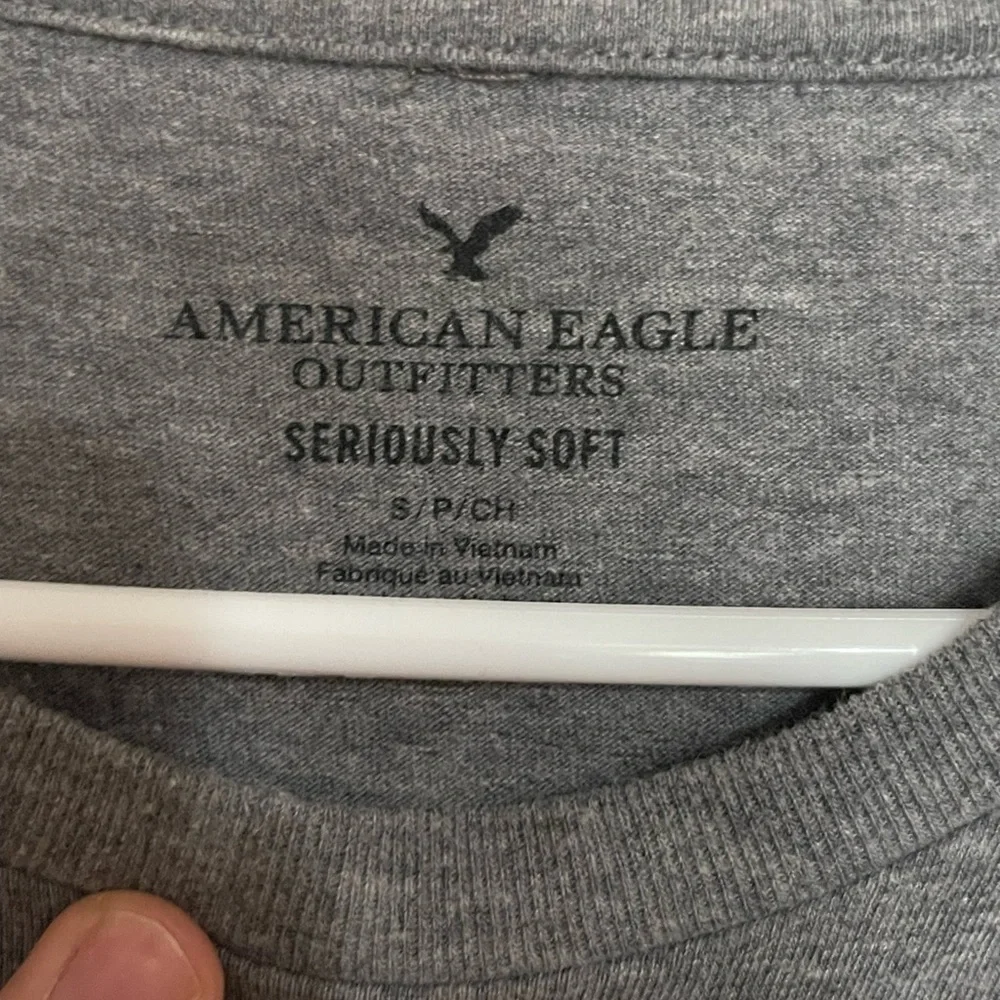 AMERICAN EAGLE
OUTFITTERS
SERIOUSLY SOFT
S/P/CH
Made in Vietnam
Fabriqué au Vietnam